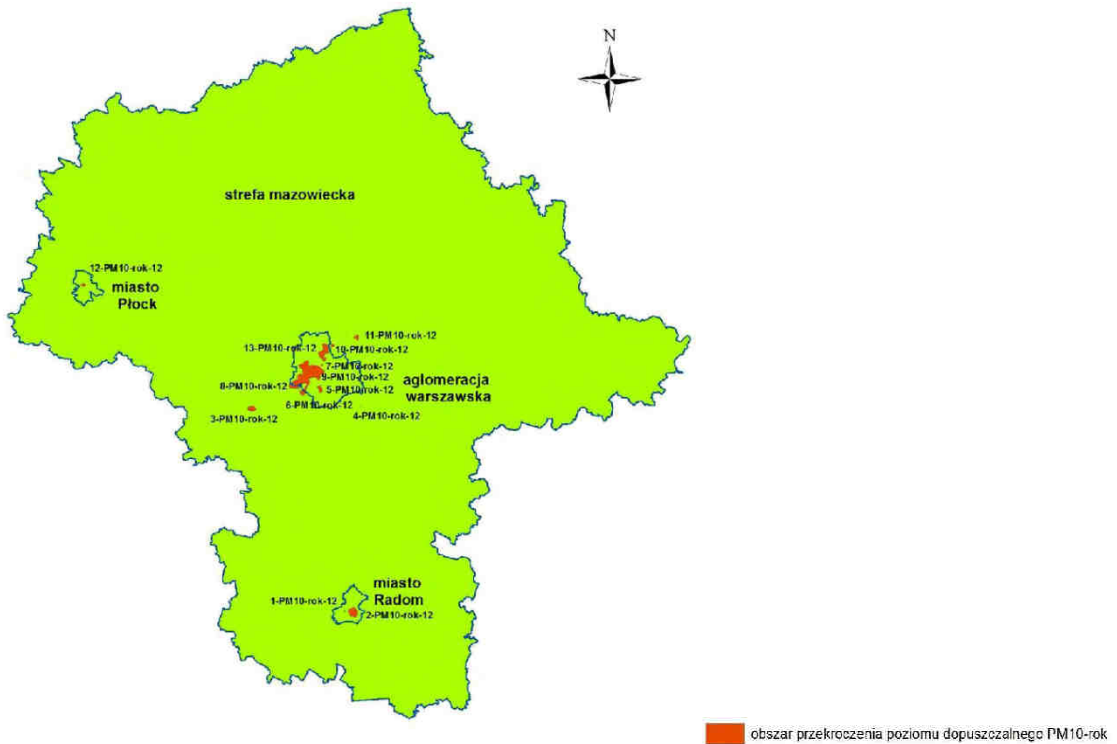 N
strefa mazowiecka
12-PM10-rok-12
miasto
Płock
11-PM10-rok-12
13-PM10-rok-12
10-PM10-rok-12
7-PM10-rok-12
9-PM10-rok-12
8-PM10-rok-12
5-PM10-rok-12
aglomeracja
warszawska
6-PM10-rok-12
3-PM10-rok-12
4-PM10-rok-12
miasto
Radom
1-PM10-rok-12
2-PM10-rok-12
obszar przekroczenia poziomu dopuszczalnego PM10-rok